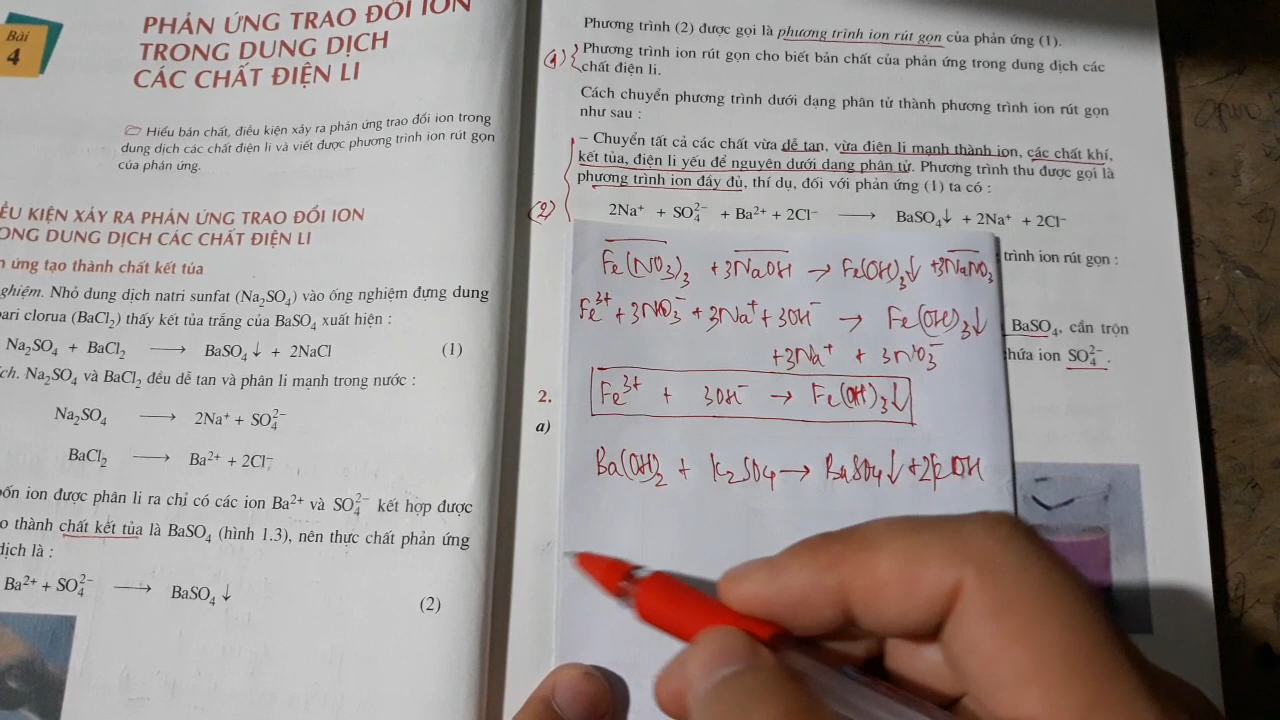 Bài
4
PHẢN ỨNG TRAO ĐỔI ION
TRONG DUNG DỊCH
CÁC CHẤT ĐIỆN LI
Hiểu bản chất, điều kiện xảy ra phản ứng trao đổi ion trong
dung dịch các chất điện li và viết được phương trình ion rút gọn
của phản ứng.
KIỆN XẢY RA PHẢN ỨNG TRAO ĐỔI ION
DUNG DỊCH CÁC CHẤT ĐIỆN LI
ứng tạo thành chất kết tủa
nghiệm. Nhỏ dung dịch natri sunfat (Na₂SO₄) vào ống nghiệm đựng dung
bari clorua (BaCl₂) thấy kết tủa trắng của BaSO₄ xuất hiện :
Na₂SO₄ + BaCl₂ ⟶ BaSO₄↓ + 2NaCl (1)
Na₂SO₄ và BaCl₂ đều dễ tan và phân li mạnh trong nước :
Na₂SO₄ ⟶ 2Na⁺ + SO₄²⁻
BaCl₂ ⟶ Ba²⁺ + 2Cl⁻
ion được phân li ra chỉ có các ion Ba²⁺ và SO₄²⁻ kết hợp được
thành chất kết tủa là BaSO₄ (hình 1.3), nên thực chất phản ứng
là :
Ba²⁺ + SO₄²⁻ ⟶ BaSO₄↓ (2)
Phương trình (2) được gọi là phương trình ion rút gọn của phản ứng (1).
(1) Phương trình ion rút gọn cho biết bản chất của phản ứng trong dung dịch các
chất điện li.
Cách chuyển phương trình dưới dạng phân tử thành phương trình ion rút gọn
như sau :
– Chuyển tất cả các chất vừa dễ tan, vừa điện li mạnh thành ion, các chất khí,
kết tủa, điện li yếu để nguyên dưới dạng phân tử. Phương trình thu được gọi là
phương trình ion đầy đủ, thí dụ, đối với phản ứng (1) ta có :
(2) 2Na⁺ + SO₄²⁻ + Ba²⁺ + 2Cl⁻ ⟶ BaSO₄↓ + 2Na⁺ + 2Cl⁻
trình ion rút gọn :
BaSO₄, cần trộn
hứa ion SO₄²⁻.
2.
a)
Fe(NO₃)₃ + 3NaOH → Fe(OH)₃↓ + 3NaNO₃
Fe³⁺ + 3NO₃⁻ + 3Na⁺ + 3OH⁻ → Fe(OH)₃↓
+ 3Na⁺ + 3NO₃⁻
Fe³⁺ + 3OH⁻ → Fe(OH)₃↓
Ba(OH)₂ + K₂SO₄ → BaSO₄↓ + 2KOH